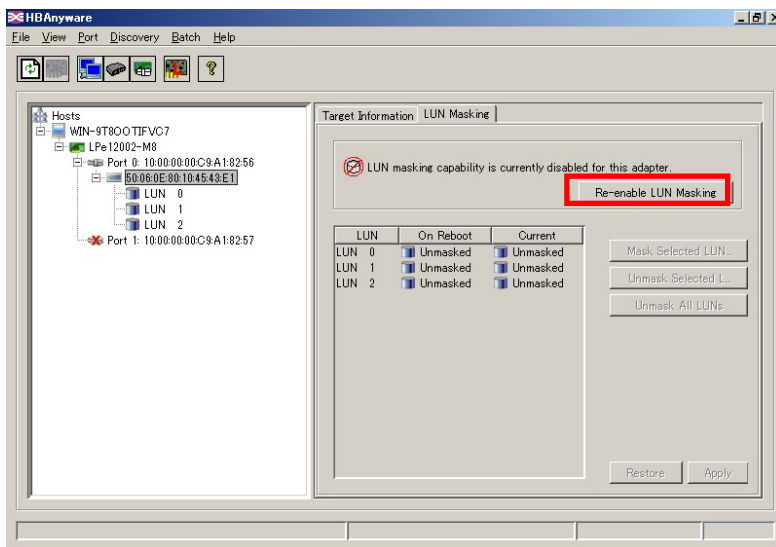 HBAnyware
File View Port Discovery Batch Help
Hosts
WIN-9T8OOTIFVC7
LPe12002-M8
Port 0: 10:00:00:00:C9:A1:82:56
50:06:0E:80:10:45:43:E1
LUN 0
LUN 1
LUN 2
Port 1: 10:00:00:00:C9:A1:82:57
Target Information LUN Masking
LUN masking capability is currently disabled for this adapter.
Re-enable LUN Masking
LUN On Reboot Current
LUN 0 Unmasked Unmasked
LUN 1 Unmasked Unmasked
LUN 2 Unmasked Unmasked
Mask Selected LUN...
Unmask Selected L...
Unmask All LUNs
Restore Apply